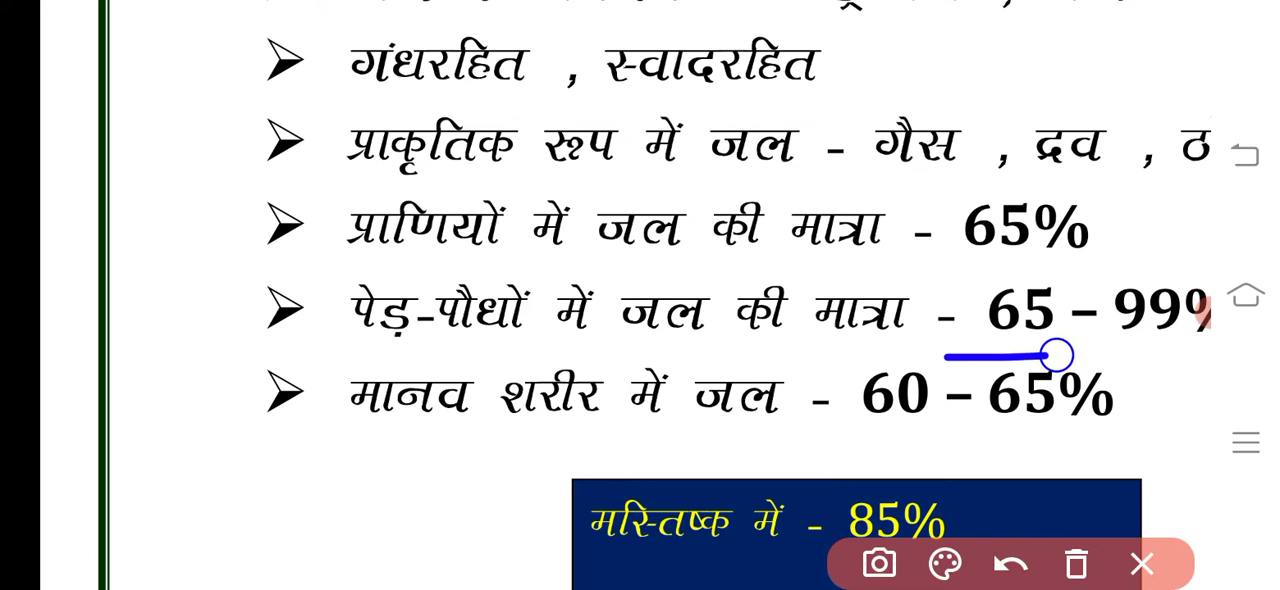 गंधरहित , स्वादरहित
प्राकृतिक रूप में जल - गैस , द्रव ,
प्राणियों में जल की मात्रा - 65%
पेड़-पौधों में जल की मात्रा - 65 – 99%
मानव शरीर में जल - 60 – 65%
मस्तिष्क में - 85%